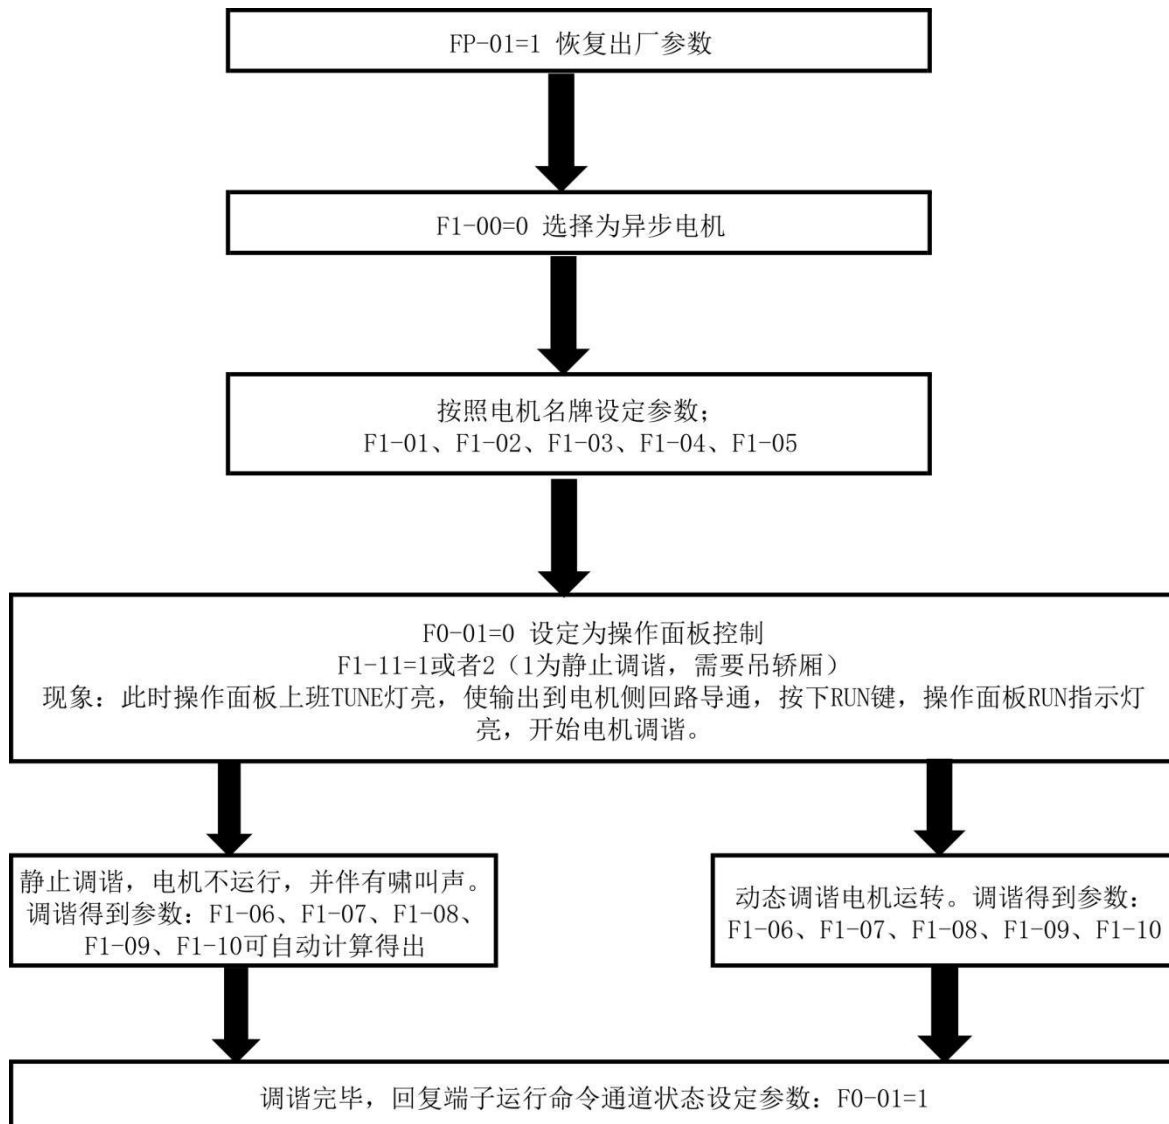 FP-01=1 恢复出厂参数
F1-00=0 选择为异步电机
按照电机名牌设定参数;
F1-01、F1-02、F1-03、F1-04、F1-05
F0-01=0 设定为操作面板控制
F1-11=1或者2（1为静止调谐，需要吊轿厢）
现象：此时操作面板上班TUNE灯亮，使输出到电机侧回路导通，按下RUN键，操作面板RUN指示灯
亮，开始电机调谐。
静止调谐，电机不运行，并伴有啸叫声。
调谐得到参数：F1-06、F1-07、F1-08、
F1-09、F1-10可自动计算得出
动态调谐电机运转。调谐得到参数：
F1-06、F1-07、F1-08、F1-09、F1-10
调谐完毕，回复端子运行命令通道状态设定参数：F0-01=1